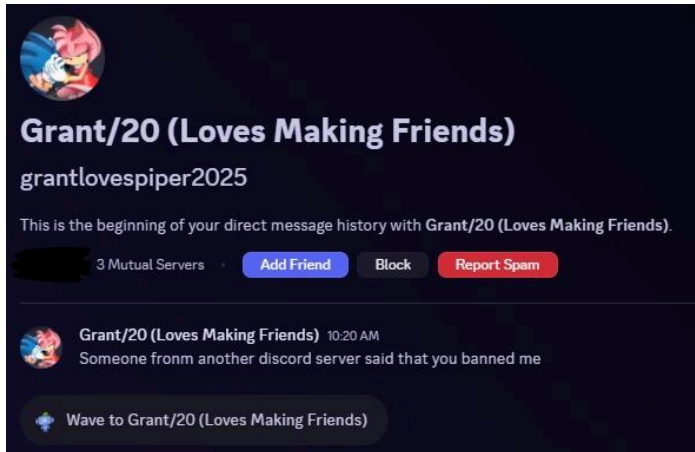 Grant/20 (Loves Making Friends)
grantlovespiper2025
This is the beginning of your direct message history with Grant/20 (Loves Making Friends).
3 Mutual Servers • Add Friend Block Report Spam
Grant/20 (Loves Making Friends) 10:20 AM
Someone fronm another discord server said that you banned me
Wave to Grant/20 (Loves Making Friends)